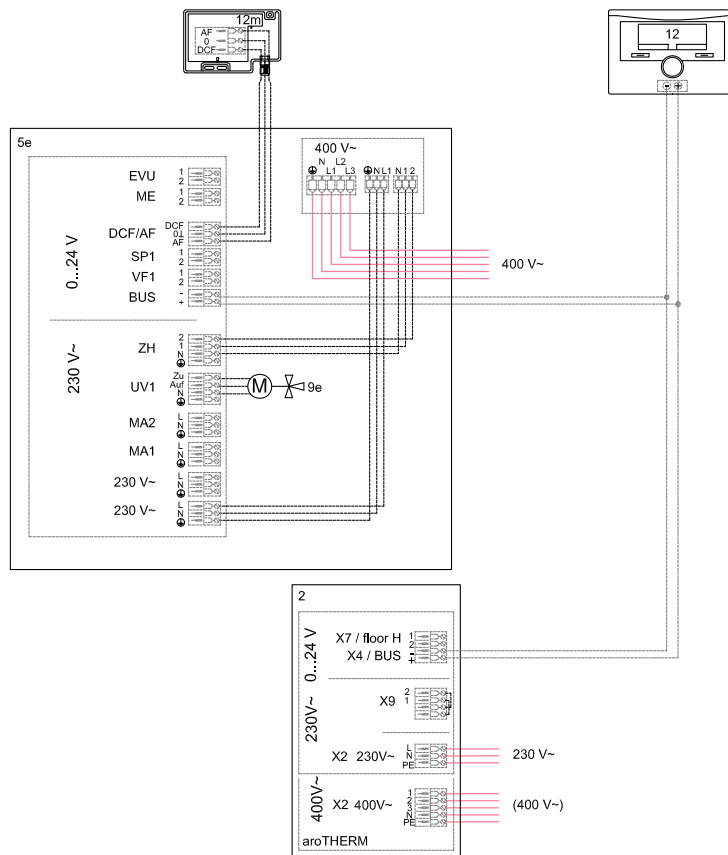 12m
AF
0
DCF
12
5e
400 V~
N L2
L1 L3
N L1 N 1 2
EVU 1
2
ME 1
2
0...24 V
DCF/AF DCF
0⊥
AF
SP1 1
2
VF1 1
2
BUS -
+
400 V~
230 V~
ZH 2
1
N
UV1 Zu
Auf
N
M 9e
MA2 L
N
MA1 L
N
230 V~ L
N
230 V~ L
N
2
0...24 V
X7 / floor H 1
2
X4 / BUS -
+
230V~
X9 2
1
X2 230V~ L
N
PE
230 V~
400V~
X2 400V~ 1
2
3
N
PE
(400 V~)
aroTHERM